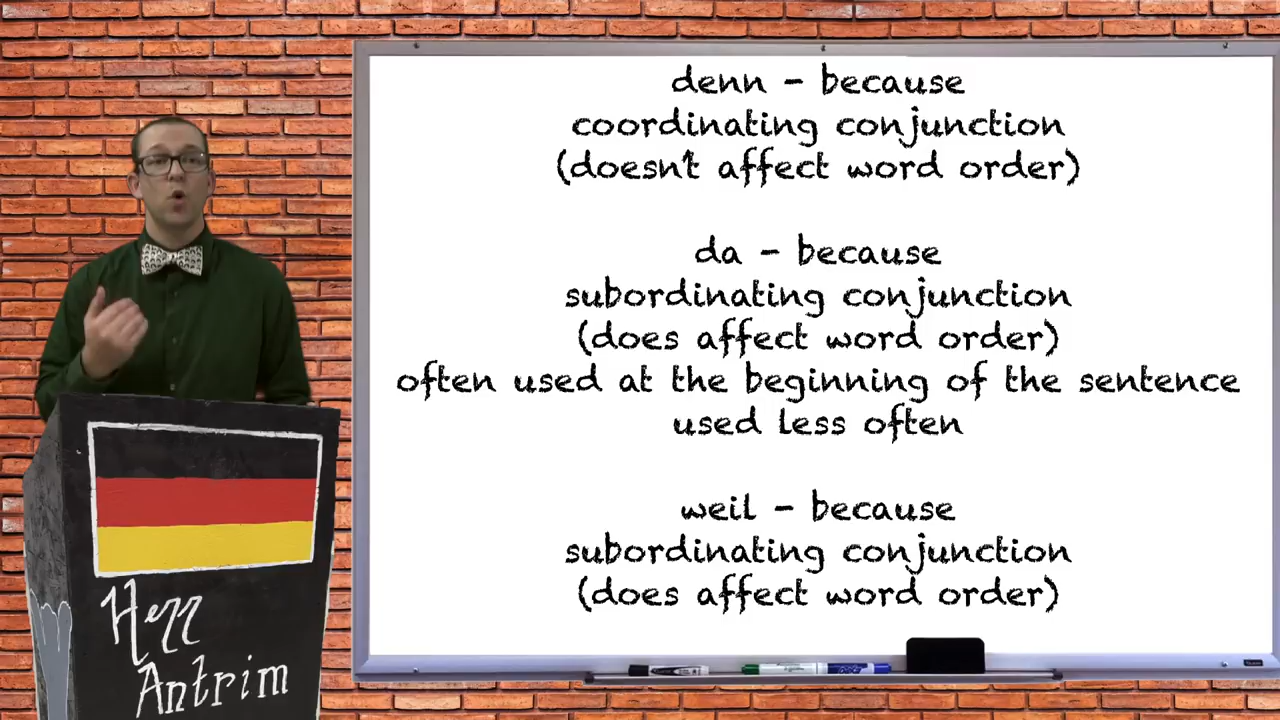 denn - because
coordinating conjunction
(doesn't affect word order)
da - because
subordinating conjunction
(does affect word order)
often used at the beginning of the sentence
used less often
weil - because
subordinating conjunction
(does affect word order)
Herr
Antrim